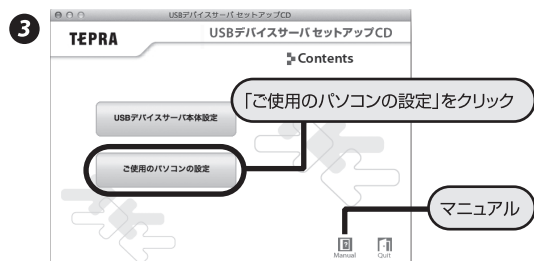 3
USBデバイスサーバ セットアップCD
TEPRA
USBデバイスサーバ セットアップCD
Contents
「ご使用のパソコンの設定」をクリック
USBデバイスサーバ本体設定
ご使用のパソコンの設定
マニュアル
Manual
Quit